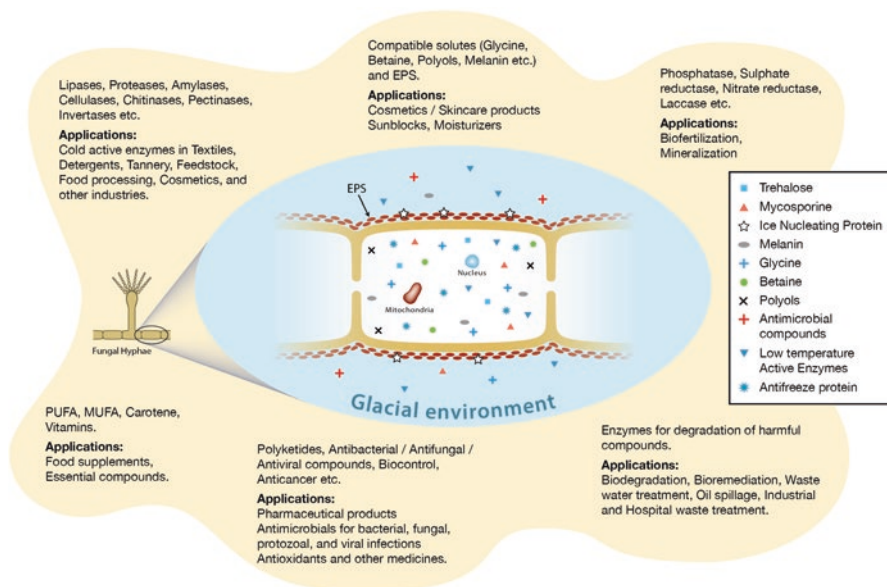 Lipases, Proteases, Amylases,
Cellulases, Chitinases, Pectinases,
Invertases etc.
Applications:
Cold active enzymes in Textiles,
Detergents, Tannery, Feedstock,
Food processing, Cosmetics, and
other industries.
Compatible solutes (Glycine,
Betaine, Polyols, Melanin etc.)
and EPS.
Applications:
Cosmetics / Skincare products
Sunblocks, Moisturizers
Phosphatase, Sulphate
reductase, Nitrate reductase,
Laccase etc.
Applications:
Biofertilization,
Mineralization
EPS
Nucleus
Mitochondria
Fungal Hyphae
Glacial environment
Trehalose
Mycosporine
Ice Nucleating Protein
Melanin
Glycine
Betaine
Polyols
Antimicrobial
compounds
Low temperature
Active Enzymes
Antifreeze protein
PUFA, MUFA, Carotene,
Vitamins.
Applications:
Food supplements,
Essential compounds.
Polyketides, Antibacterial / Antifungal /
Antiviral compounds, Biocontrol,
Anticancer etc.
Applications:
Pharmaceutical products
Antimicrobials for bacterial, fungal,
protozoal, and viral infections
Antioxidants and other medicines.
Enzymes for degradation of harmful
compounds.
Applications:
Biodegradation, Bioremediation, Waste
water treatment, Oil spillage, Industrial
and Hospital waste treatment.